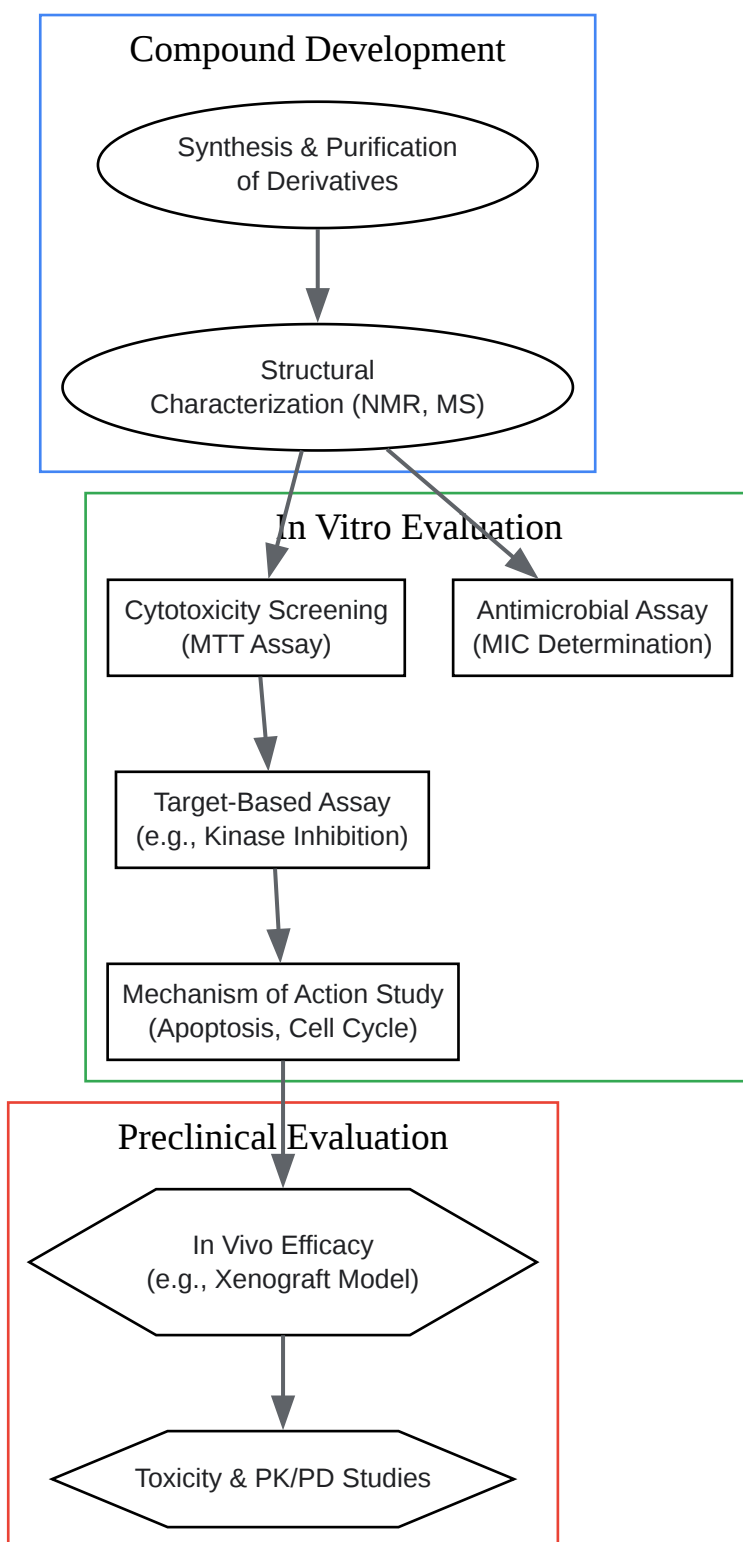 Compound Development
Synthesis & Purification
of Derivatives
Structural
Characterization (NMR, MS)
In Vitro Evaluation
Cytotoxicity Screening
(MTT Assay)
Antimicrobial Assay
(MIC Determination)
Target-Based Assay
(e.g., Kinase Inhibition)
Mechanism of Action Study
(Apoptosis, Cell Cycle)
Preclinical Evaluation
In Vivo Efficacy
(e.g., Xenograft Model)
Toxicity & PK/PD Studies